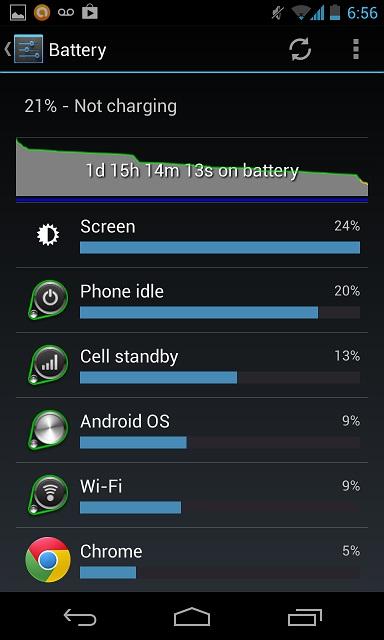 6:56
Battery
21% - Not charging
1d 15h 14m 13s on battery
Screen 24%
Phone idle 20%
Cell standby 13%
Android OS 9%
Wi-Fi 9%
Chrome 5%